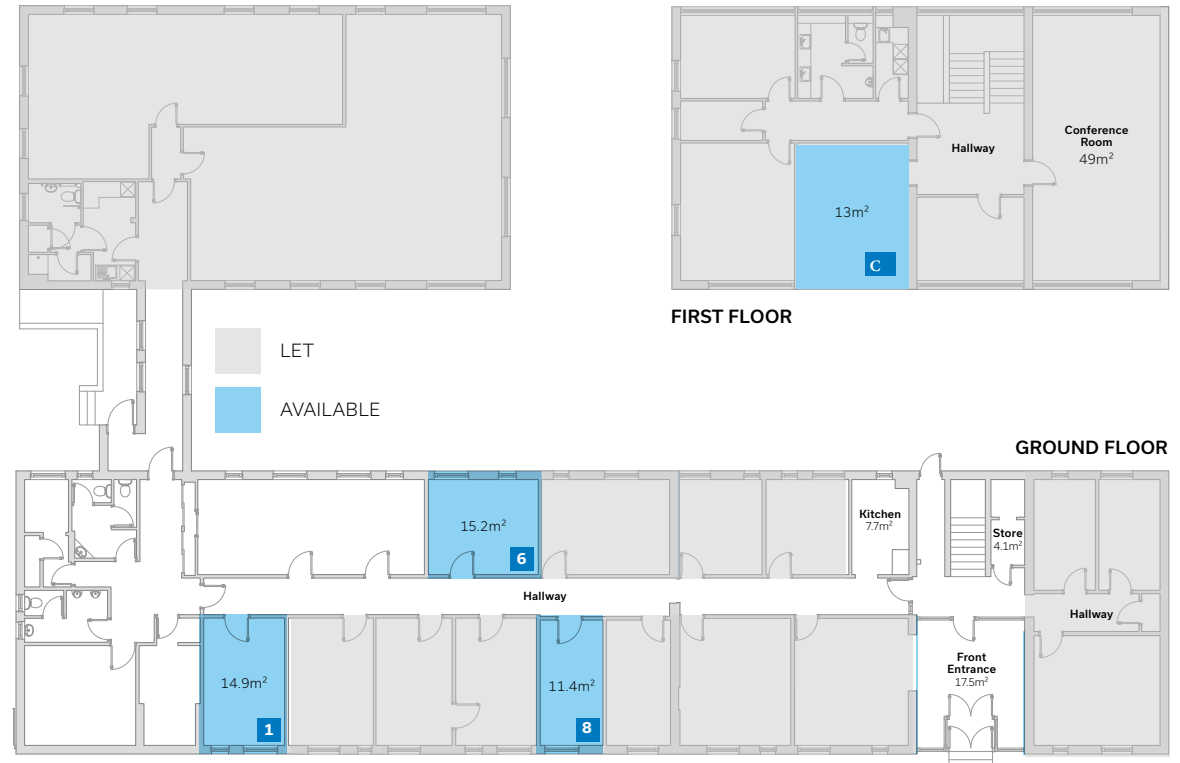 Conference
Room
49m²
Hallway
13m²
C
FIRST FLOOR
LET
AVAILABLE
GROUND FLOOR
15.2m²
6
Kitchen
7.7m²
Store
4.1m²
Hallway
Hallway
14.9m²
1
11.4m²
8
Front
Entrance
17.5m²